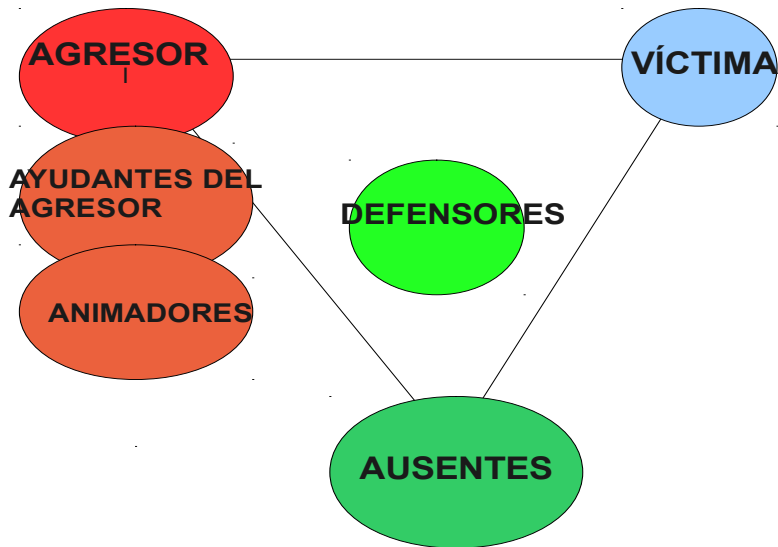 AGRESOR
I
VÍCTIMA
AYUDANTES DEL
AGRESOR
DEFENSORES
ANIMADORES
AUSENTES